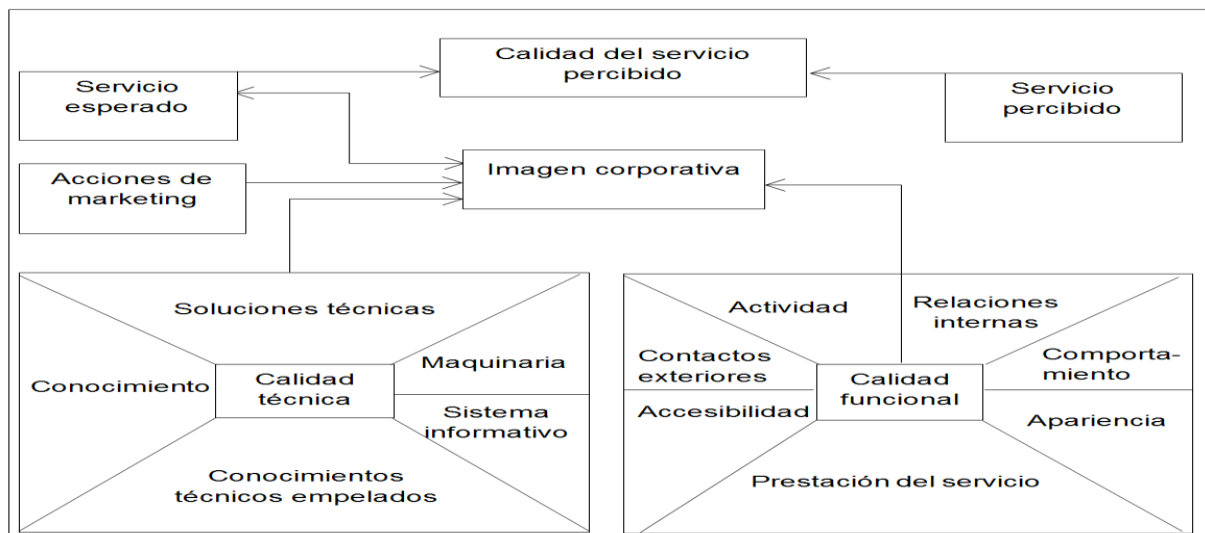 Calidad del servicio
percibido
Servicio
esperado
Servicio
percibido
Acciones de
marketing
Imagen corporativa
Soluciones técnicas
Maquinaria
Conocimiento
Calidad
técnica
Sistema
informativo
Conocimientos
técnicos empelados
Actividad
Relaciones
internas
Contactos
exteriores
Comporta-
miento
Calidad
funcional
Accesibilidad
Apariencia
Prestación del servicio